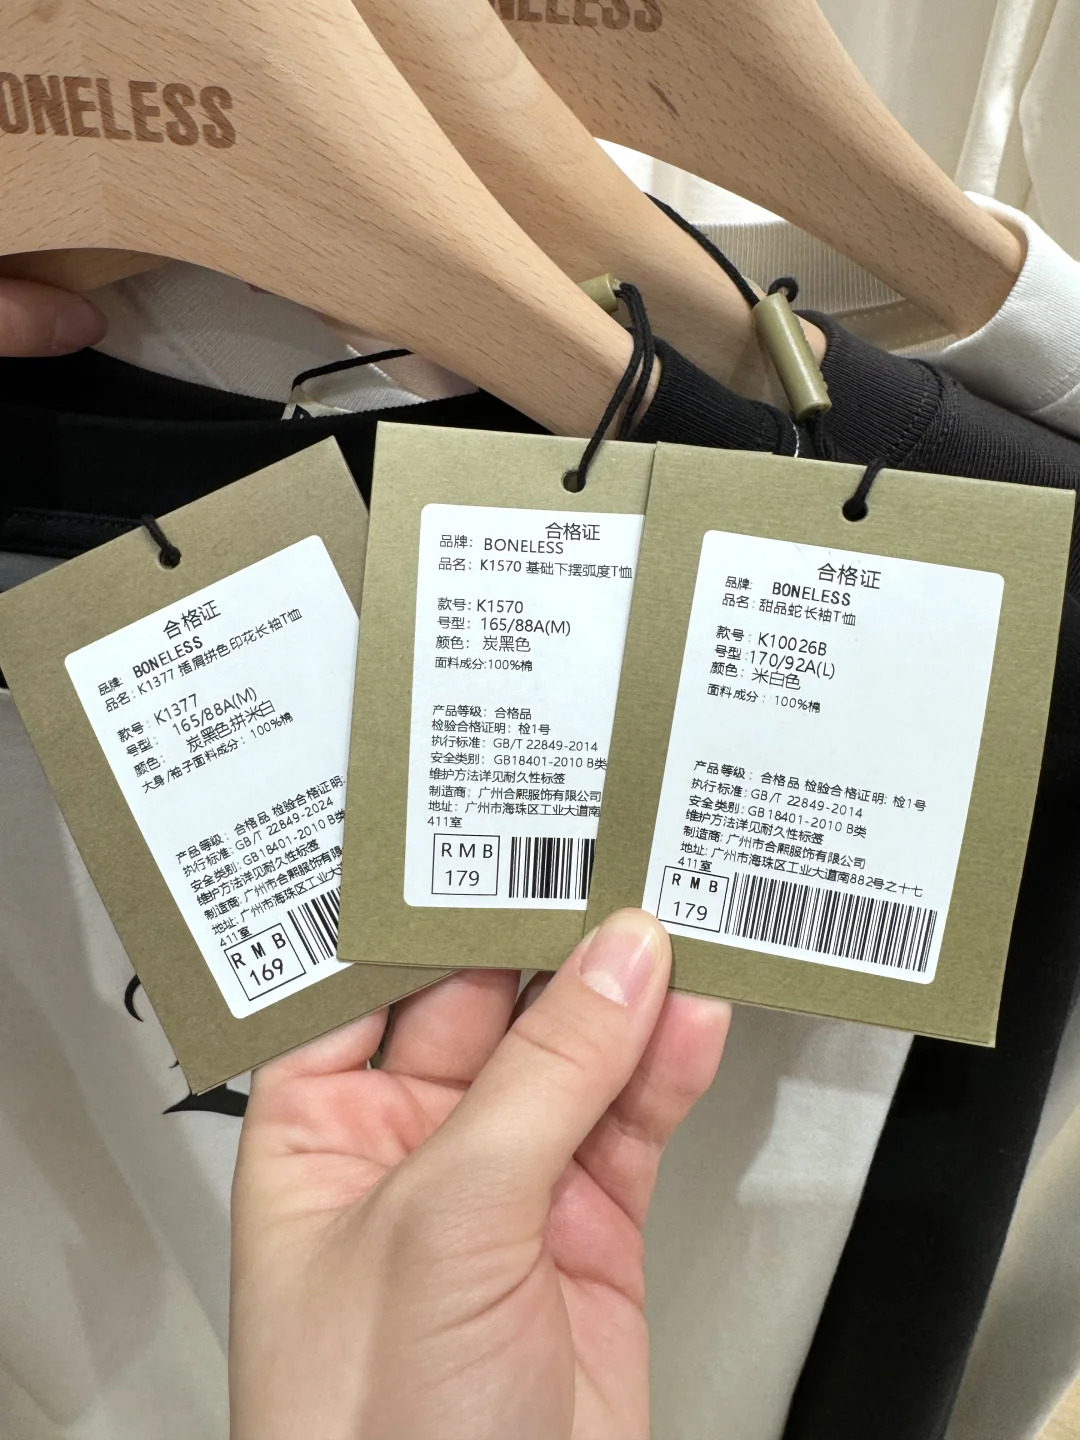 BONELESS
NELESS
合格证
品牌: BONELESS
品名: K1377 插肩拼色印花长袖T恤
款号: K1377
号型: 165/88A(M)
颜色: 炭黑色拼米白
大身/袖子面料成分: 100%棉
产品等级: 合格品 检验合格证明:
执行标准: GB/T 22849-2024
安全类别: GB18401-2010 B类
维护方法详见耐久性标签
制造商: 广州市合熙服饰有限
地址: 广州市海珠区工业大
411室
RMB
169
合格证
品牌: BONELESS
品名: K1570 基础下摆弧度T恤
款号: K1570
号型: 165/88A(M)
颜色: 炭黑色
面料成分:100%棉
产品等级: 合格品
检验合格证明: 检1号
执行标准: GB/T 22849-2014
安全类别: GB18401-2010 B类
维护方法详见耐久性标签
制造商: 广州合熙服饰有限公司
地址: 广州市海珠区工业大道南
411室
RMB
179
合格证
品牌: BONELESS
品名: 甜品蛇长袖T恤
款号: K10026B
号型: 170/92A(L)
颜色: 米白色
面料成分: 100%棉
产品等级: 合格品 检验合格证明: 检1号
执行标准: GB/T 22849-2014
安全类别: GB 18401-2010 B类
维护方法详见耐久性标签
制造商: 广州市合熙服饰有限公司
地址: 广州市海珠区工业大道南882号之十七
411室
RMB
179